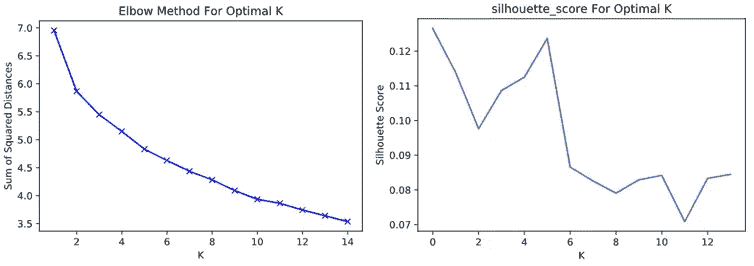 Elbow Method For Optimal K
7.0
6.5
6.0
5.5
5.0
4.5
4.0
3.5
Sum of Squared Distances
2 4 6 8 10 12 14
K
silhouette_score For Optimal K
0.12
0.11
0.10
0.09
0.08
0.07
Silhouette Score
0 2 4 6 8 10 12
K